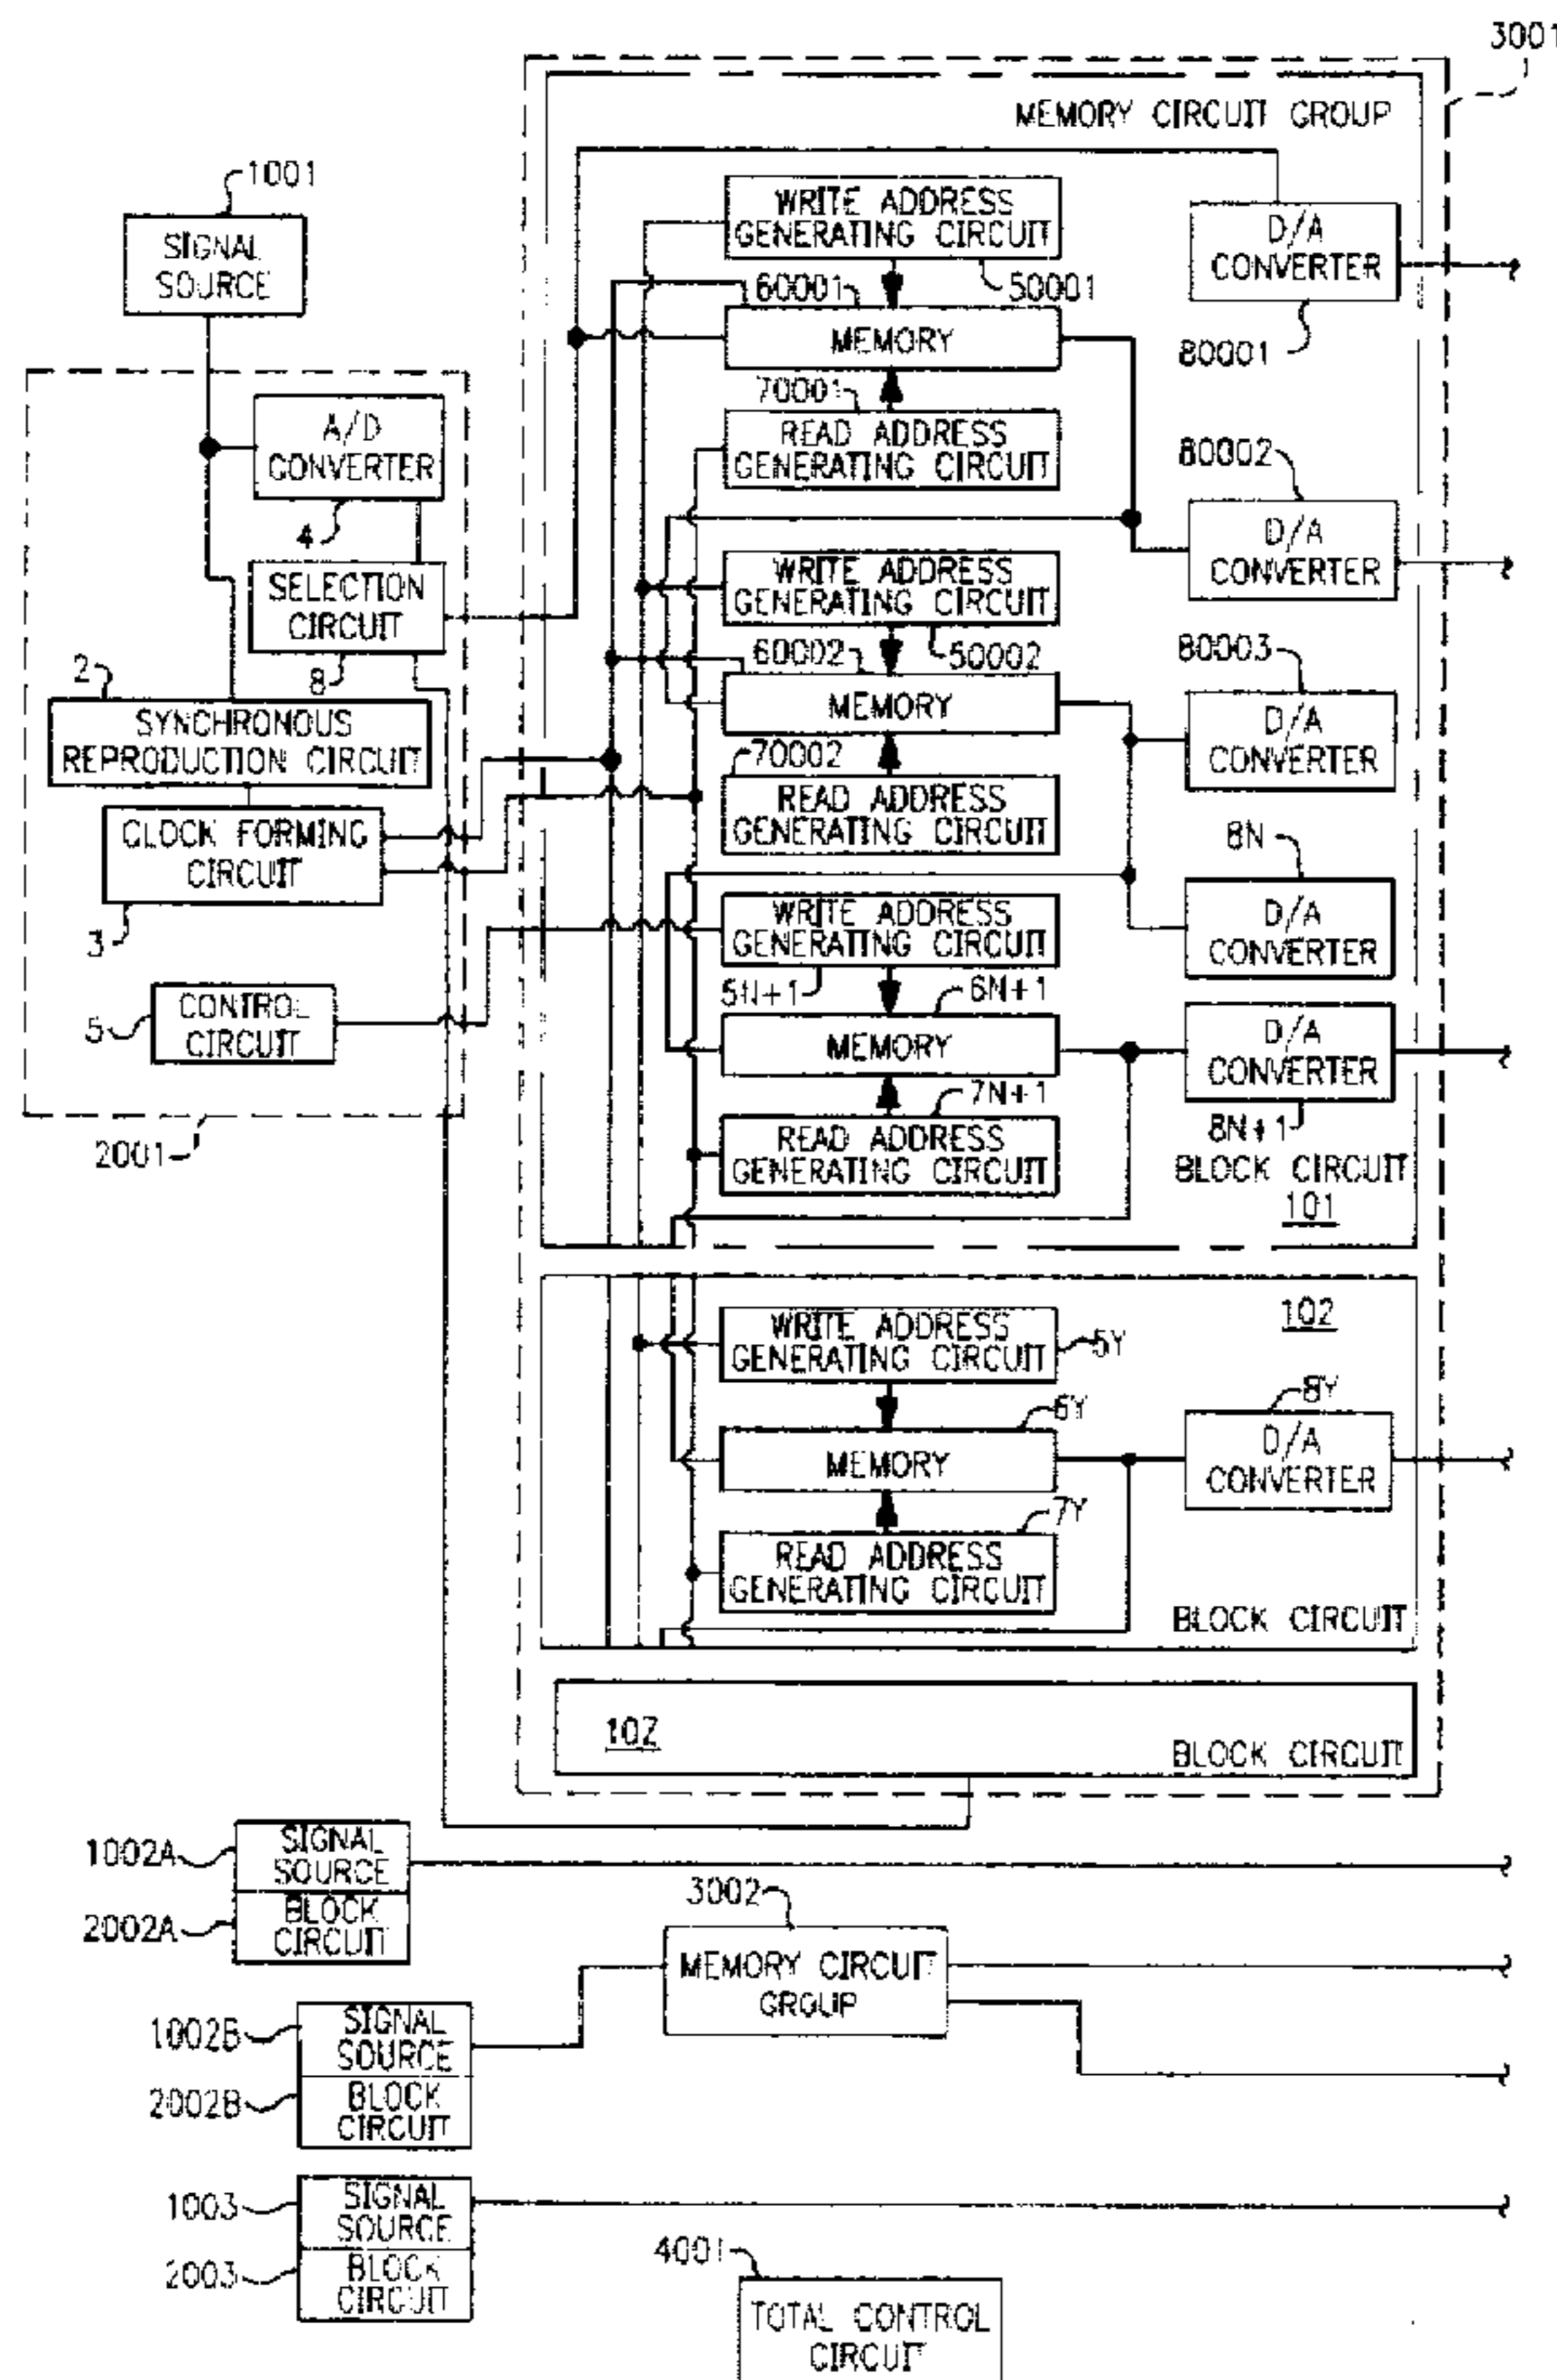 3001
MEMORY CIRCUIT GROUP
1001
SIGNAL
SOURCE
WRITE ADDRESS
GENERATING CIRCUIT
D/A
CONVERTER
60001
50001
MEMORY
80001
A/D
CONVERTER
70001
READ ADDRESS
GENERATING CIRCUIT
80002
4
D/A
CONVERTER
SELECTION
CIRCUIT
WRITE ADDRESS
GENERATING CIRCUIT
2
8
60002
50002
80003
MEMORY
D/A
CONVERTER
SYNCHRONOUS
REPRODUCTION CIRCUIT
70002
READ ADDRESS
GENERATING CIRCUIT
CLOCK FORMING
CIRCUIT
8N
D/A
CONVERTER
3
WRITE ADDRESS
GENERATING CIRCUIT
5N+1
6N+1
5
CONTROL
CIRCUIT
MEMORY
D/A
CONVERTER
7N+1
8N+1
READ ADDRESS
GENERATING CIRCUIT
2001
BLOCK CIRCUIT
101
102
WRITE ADDRESS
GENERATING CIRCUIT
5Y
6Y
8Y
MEMORY
D/A
CONVERTER
7Y
READ ADDRESS
GENERATING CIRCUIT
BLOCK CIRCUIT
10Z
BLOCK CIRCUIT
1002A
SIGNAL
SOURCE
2002A
BLOCK
CIRCUIT
3002
MEMORY CIRCUIT
GROUP
1002B
SIGNAL
SOURCE
2002B
BLOCK
CIRCUIT
1003
SIGNAL
SOURCE
2003
BLOCK
CIRCUIT
4001
TOTAL CONTROL
CIRCUIT